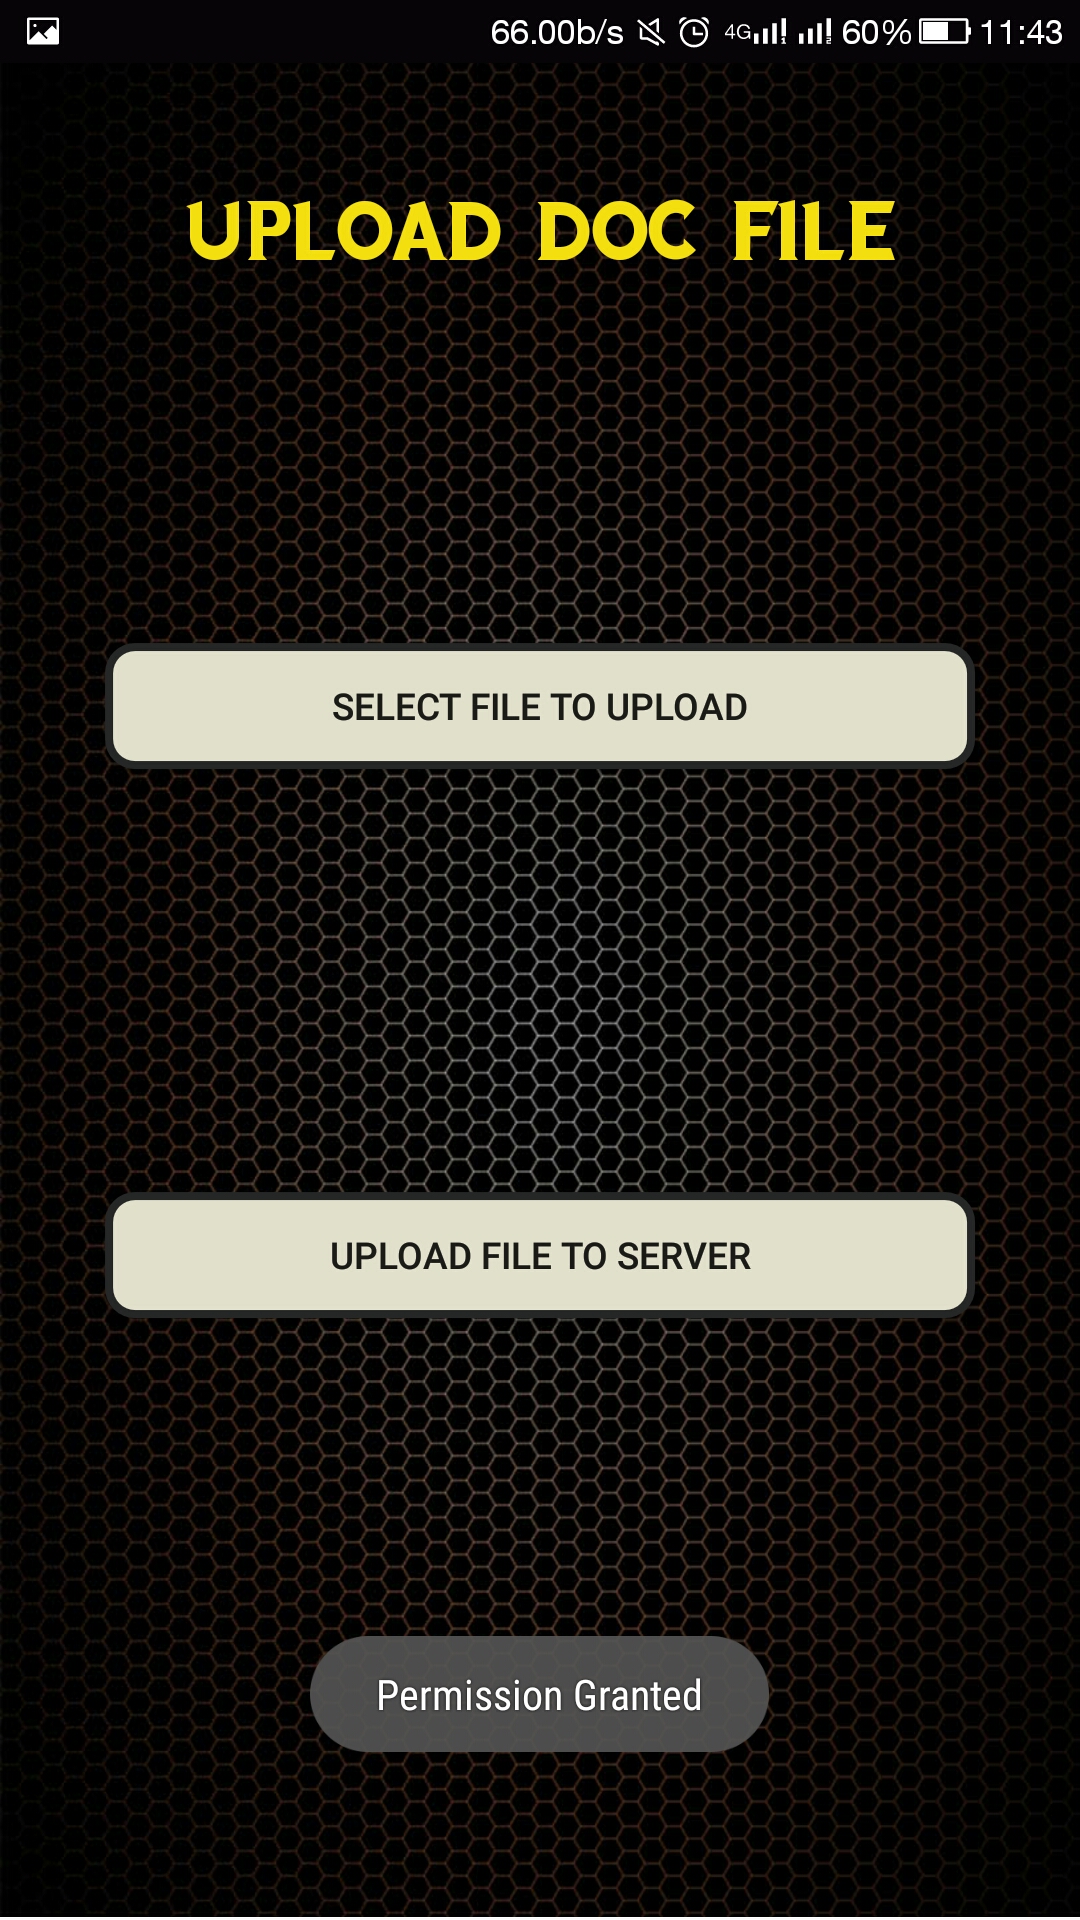 66.00b/s 4G 60% 11:43
UPLOAD DOC FILE
SELECT FILE TO UPLOAD
UPLOAD FILE TO SERVER
Permission Granted